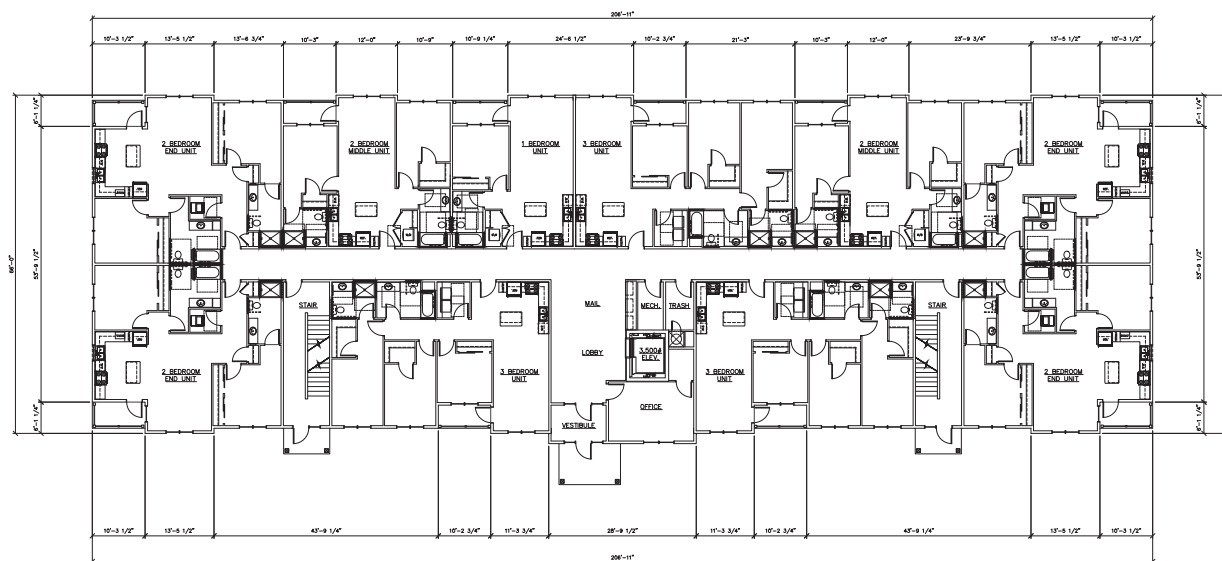 206'-11"
10'-3 1/2" 13'-5 1/2" 13'-6 3/4" 10'-3" 12'-0" 10'-9" 10'-9 1/4" 24'-6 1/2" 10'-2 3/4" 21'-3" 10'-3" 12'-0" 23'-9 3/4" 13'-5 1/2" 10'-3 1/2"
6'-1 1/4"
6'-1 1/4"
2 BEDROOM
END UNIT
2 BEDROOM
MIDDLE UNIT
1 BEDROOM
UNIT
3 BEDROOM
UNIT
2 BEDROOM
MIDDLE UNIT
2 BEDROOM
END UNIT
66'-0"
53'-9 1/2"
53'-9 1/2"
STAIR
MAIL
MECH.
TRASH
STAIR
LOBBY
3,500#
ELEV.
2 BEDROOM
END UNIT
3 BEDROOM
UNIT
3 BEDROOM
UNIT
2 BEDROOM
END UNIT
OFFICE
VESTIBULE
6'-1 1/4"
6'-1 1/4"
10'-3 1/2" 13'-5 1/2" 43'-9 1/4" 10'-2 3/4" 11'-3 3/4" 28'-9 1/2" 11'-3 3/4" 10'-2 3/4" 43'-9 1/4" 13'-5 1/2" 10'-3 1/2"
206'-11"